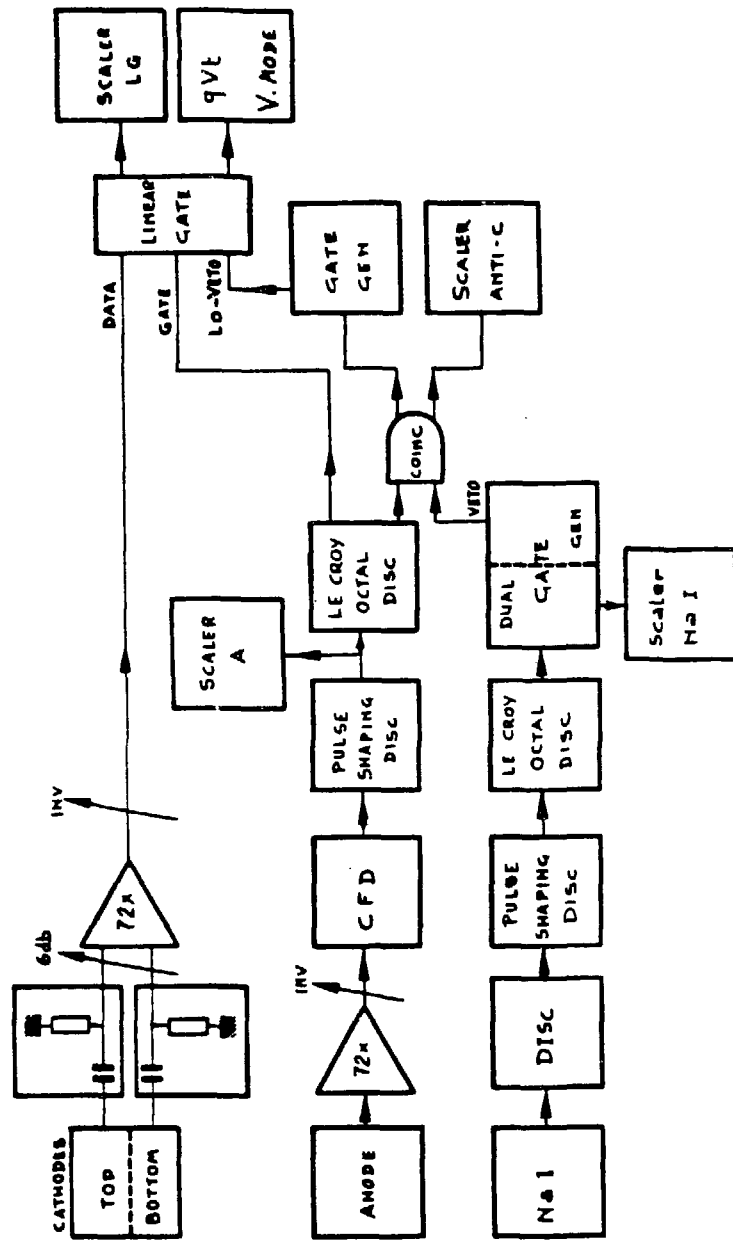 CATHODES
TOP
BOTTOM
6db
72x
INV
DATA
GATE
LO-VETO
LINEAR
GATE
SCALER
LG
qVt
V. MODE
ANODE
72x
INV
CFD
PULSE
SHAPING
DISC
SCALER
A
LE CROY
OCTAL
DISC
COINC
GATE
GEN
SCALER
ANTI-C
NaI
DISC
PULSE
SHAPING
DISC
LE CROY
OCTAL
DISC
DUAL
GATE
GEN
VETO
Scaler
NaI